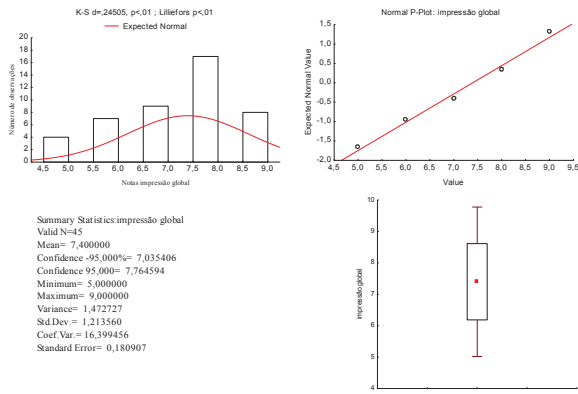 K-S d=,24505, p<,01 ; Lilliefors p<,01
Expected Normal
Número de observações
20
18
16
14
12
10
8
6
4
2
0
4,5 5,0 5,5 6,0 6,5 7,0 7,5 8,0 8,5 9,0
Notas impressão global
Normal P-Plot: impressão global
Expected Normal Value
1,5
1,0
0,5
0,0
-0,5
-1,0
-1,5
-2,0
4,5 5,0 5,5 6,0 6,5 7,0 7,5 8,0 8,5 9,0 9,5
Value
Summary Statistics:impressão global
Valid N=45
Mean= 7,400000
Confidence -95,000%= 7,035406
Confidence 95,000= 7,764594
Minimum= 5,000000
Maximum= 9,000000
Variance= 1,472727
Std.Dev.= 1,213560
Coef.Var.= 16,399456
Standard Error= 0,180907
impressão global
10
9
8
7
6
5
4